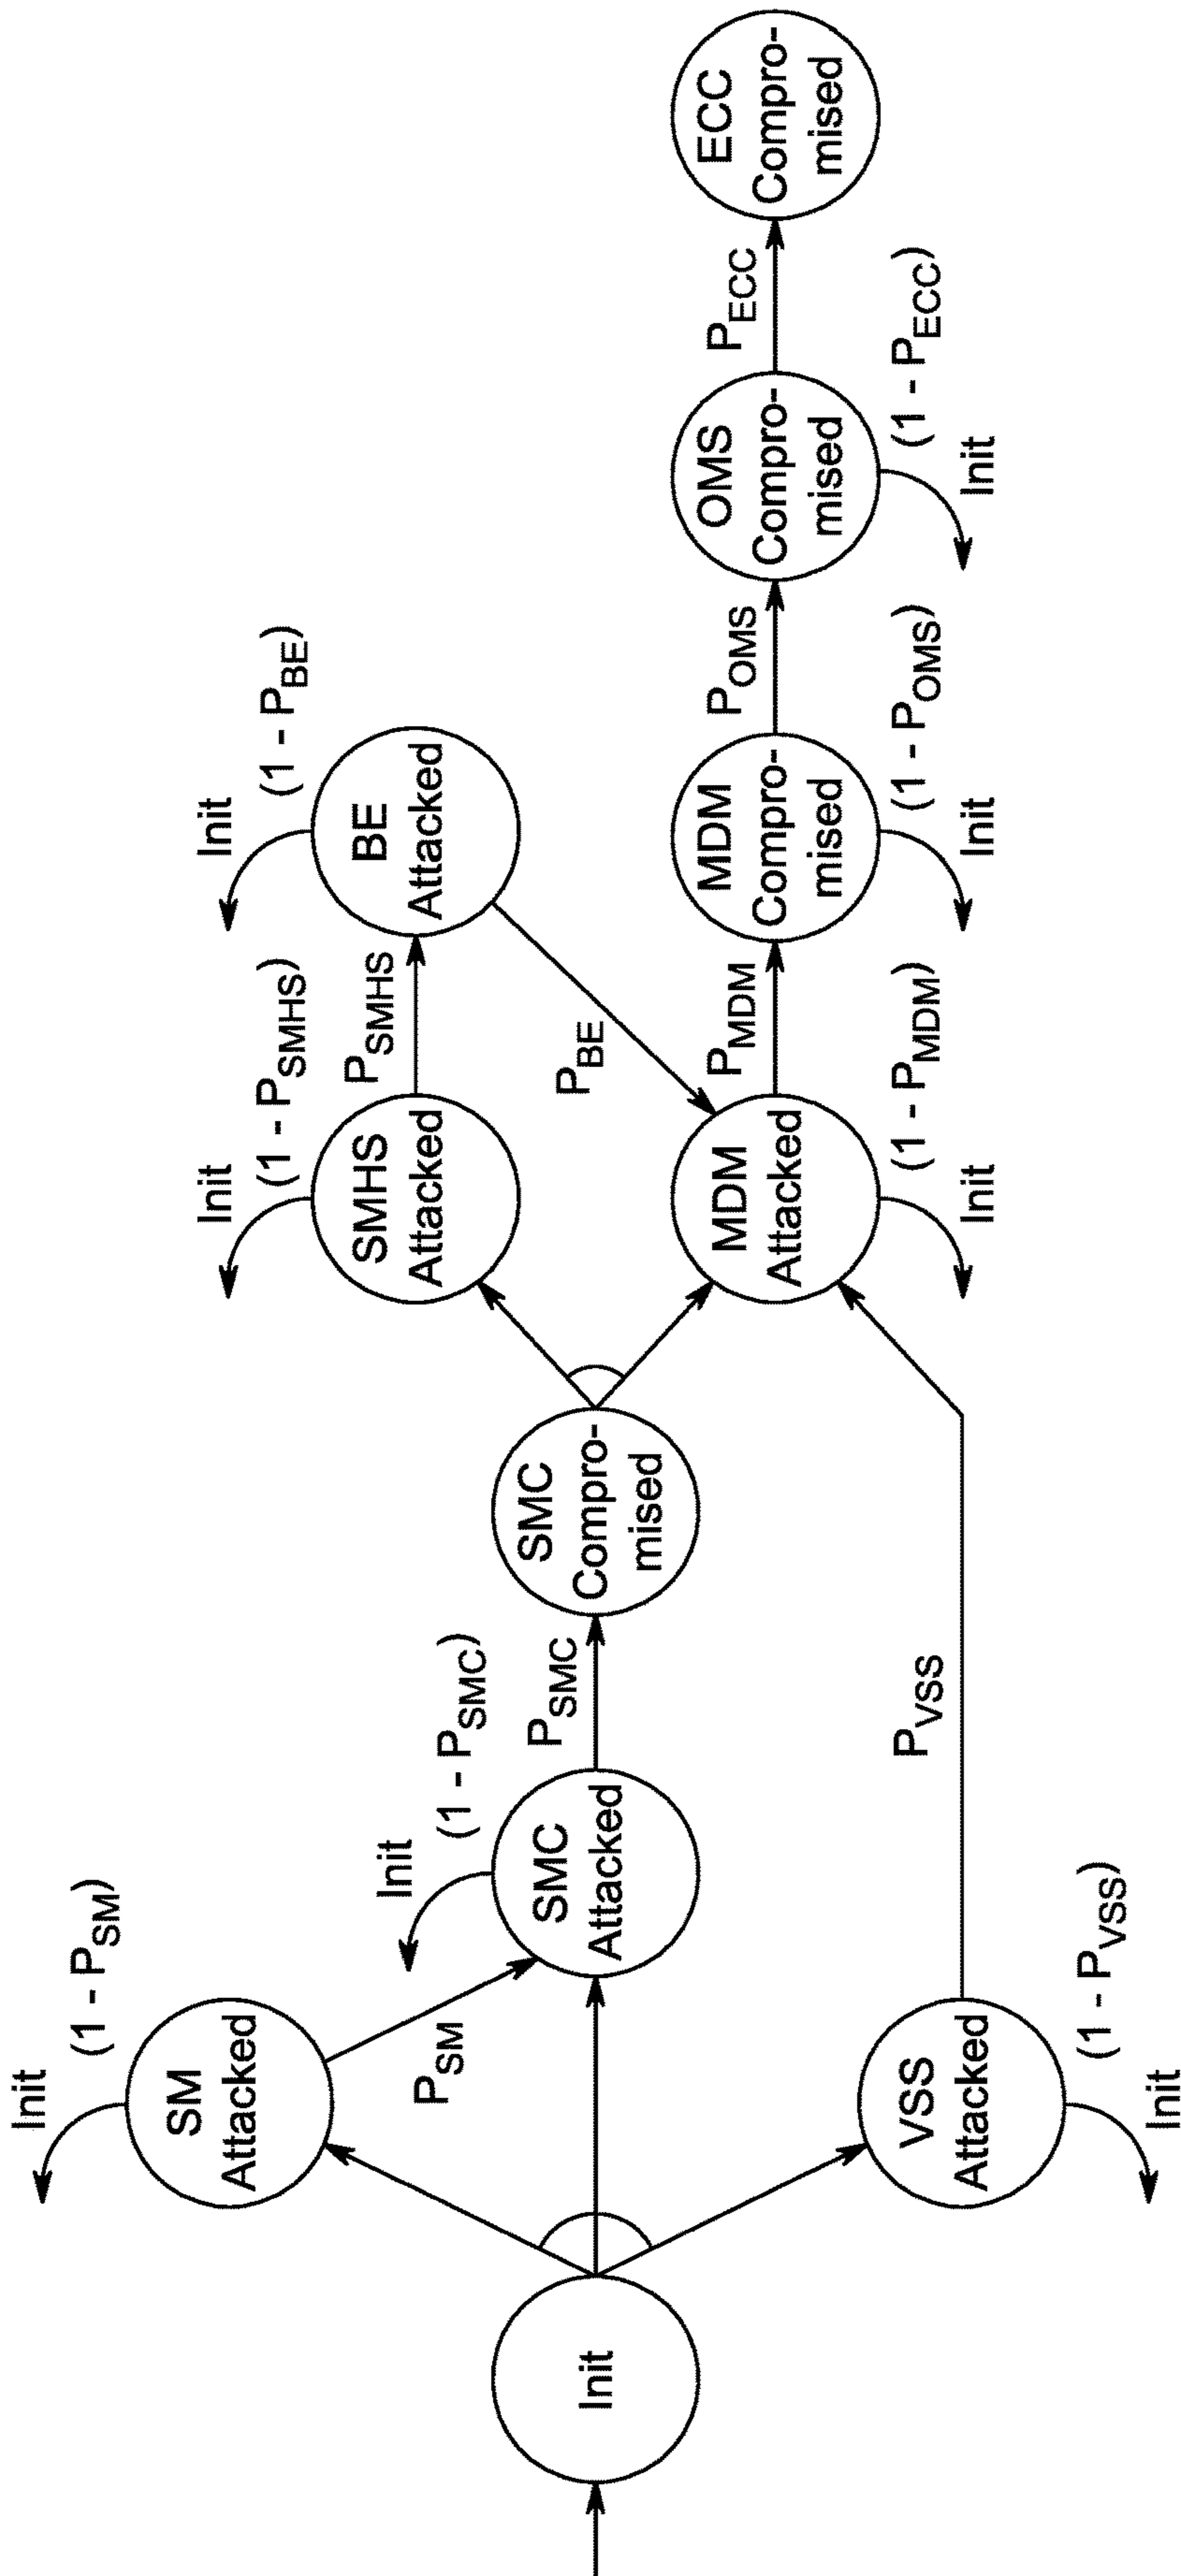 Init
Init
(1 - P_SM)
SM
Attacked
P_SM
Init
(1 - P_SMC)
SMC
Attacked
P_SMC
SMC
Compro-
mised
VSS
Attacked
Init
(1 - P_VSS)
P_VSS
Init
(1 - P_SMHS)
SMHS
Attacked
P_SMHS
Init
(1 - P_BE)
BE
Attacked
P_BE
MDM
Attacked
Init
(1 - P_MDM)
P_MDM
MDM
Compro-
mised
Init
(1 - P_OMS)
P_OMS
OMS
Compro-
mised
Init
(1 - P_ECC)
P_ECC
ECC
Compro-
mised